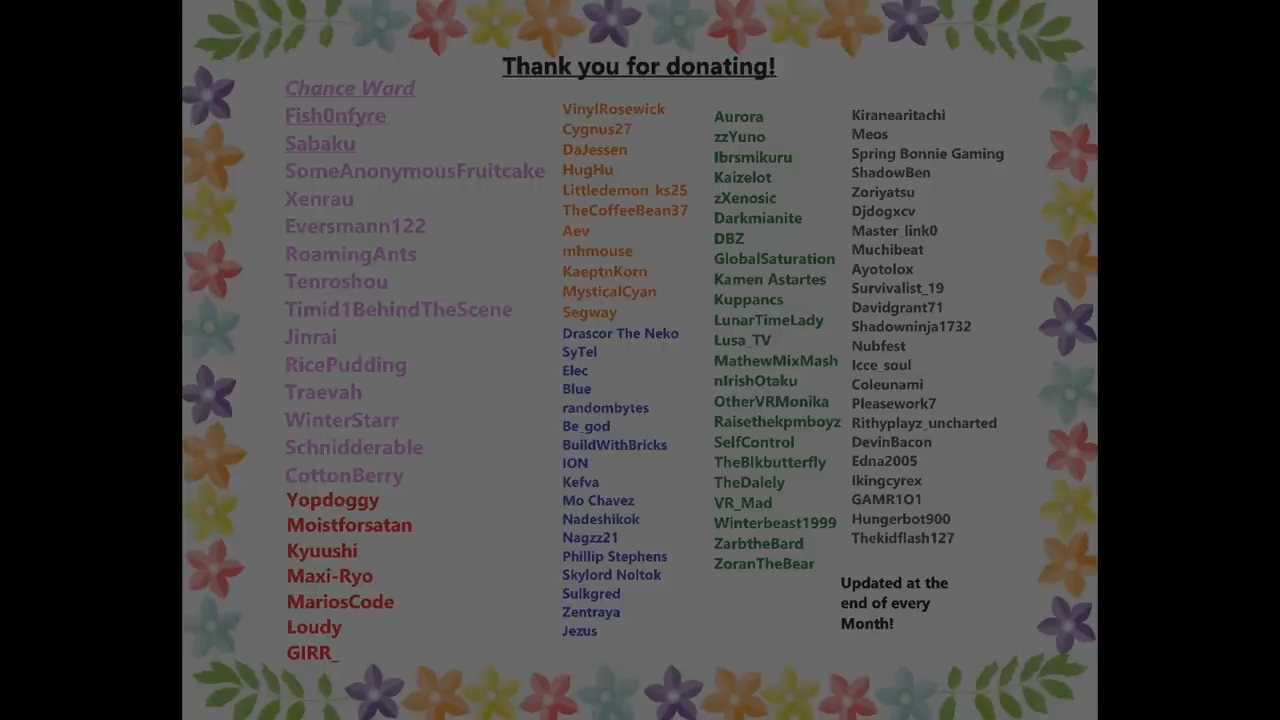 Thank you for donating!
Chance Ward
Fish0nfyre
Sabaku
SomeAnonymousFruitcake
Xenrau
Eversmann122
RoamingAnts
Tenroshou
Timid1BehindTheScene
Jinrai
RicePudding
Traevah
WinterStarr
Schnidderable
CottonBerry
Yopdoggy
Moistforsatan
Kyuushi
Maxi-Ryo
MariosCode
Loudy
GIRR_
VinylRosewick
Cygnus27
DaJessen
HugHu
Littledemon_ks25
TheCoffeeBean37
Aev
mhmouse
KaeptnKorn
MysticalCyan
Segway
Drascor The Neko
SyTel
Elec
Blue
randombytes
Be_god
BuildWithBricks
ION
Kefva
Mo Chavez
Nadeshikok
Nagzz21
Phillip Stephens
Skylord Noltok
Sulkgred
Zentraya
Jezus
Aurora
zzYuno
Ibrsmikuru
Kaizelot
zXenosic
Darkmianite
DBZ
GlobalSaturation
Kamen Astartes
Kuppancs
LunarTimeLady
Lusa_TV
MathewMixMash
nIrishOtaku
OtherVRMonika
Raisethekpmboyz
SelfControl
TheBlkbutterfly
TheDalely
VR_Mad
Winterbeast1999
ZarbtheBard
ZoranTheBear
Kiranearitachi
Meos
Spring Bonnie Gaming
ShadowBen
Zoriyatsu
Djdogxcv
Master_link0
Muchibeat
Ayotolox
Survivalist_19
Davidgrant71
Shadowninja1732
Nubfest
Icce_soul
Coleunami
Pleasework7
Rithyplayz_uncharted
DevinBacon
Edna2005
Ikingcyrex
GAMR1O1
Hungerbot900
Thekidflash127
Updated at the
end of every
Month!